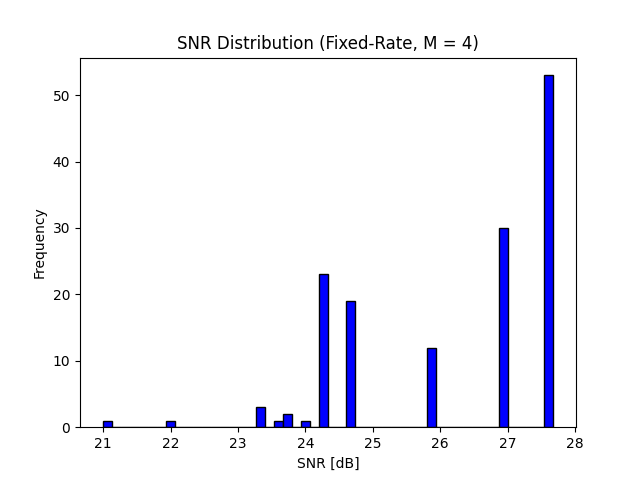 SNR Distribution (Fixed-Rate, M = 4)
Frequency
50
40
30
20
10
0
21 22 23 24 25 26 27 28
SNR [dB]